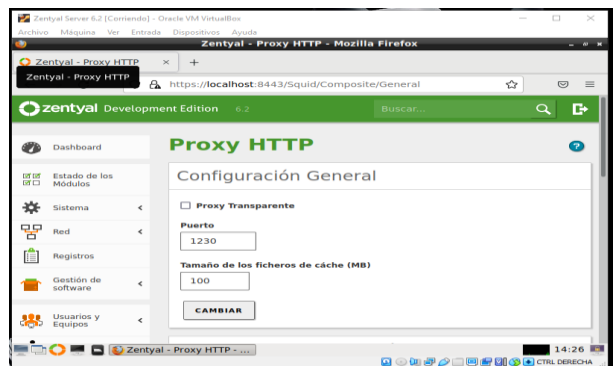 Zentyal Server 6.2 [Corriendo] - Oracle VM VirtualBox
Archivo Máquina Ver Entrada Dispositivos Ayuda
Zentyal - Proxy HTTP - Mozilla Firefox
Zentyal - Proxy HTTP
Zentyal - Proxy HTTP
https://localhost:8443/Squid/Composite/General
zentyal Development Edition 6.2
Buscar...
Dashboard
Estado de los
Módulos
Sistema
Red
Registros
Gestión de
software
Usuarios y
Equipos
Proxy HTTP
Configuración General
Proxy Transparente
Puerto
1230
Tamaño de los ficheros de cáche (MB)
100
CAMBIAR
Zentyal - Proxy HTTP - ...
14:26
CTRL DERECHA